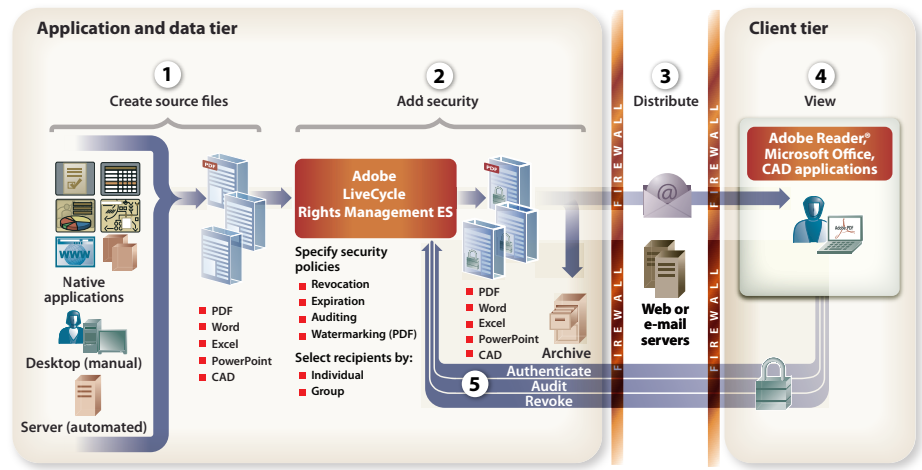 Application and data tier
1
Create source files
PDF
WWW
Native
applications
Desktop (manual)
Server (automated)
PDF
Word
Excel
PowerPoint
CAD
2
Add security
Adobe
LiveCycle
Rights Management ES
Specify security
policies
Revocation
Expiration
Auditing
Watermarking (PDF)
Select recipients by:
Individual
Group
PDF
PDF
Word
Excel
PowerPoint
CAD
Archive
5
Authenticate
Audit
Revoke
FIREWALL
FIREWALL
3
Distribute
@
Web or
e-mail
servers
FIREWALL
FIREWALL
Client tier
4
View
Adobe Reader,®
Microsoft Office,
CAD applications
Adobe PDF